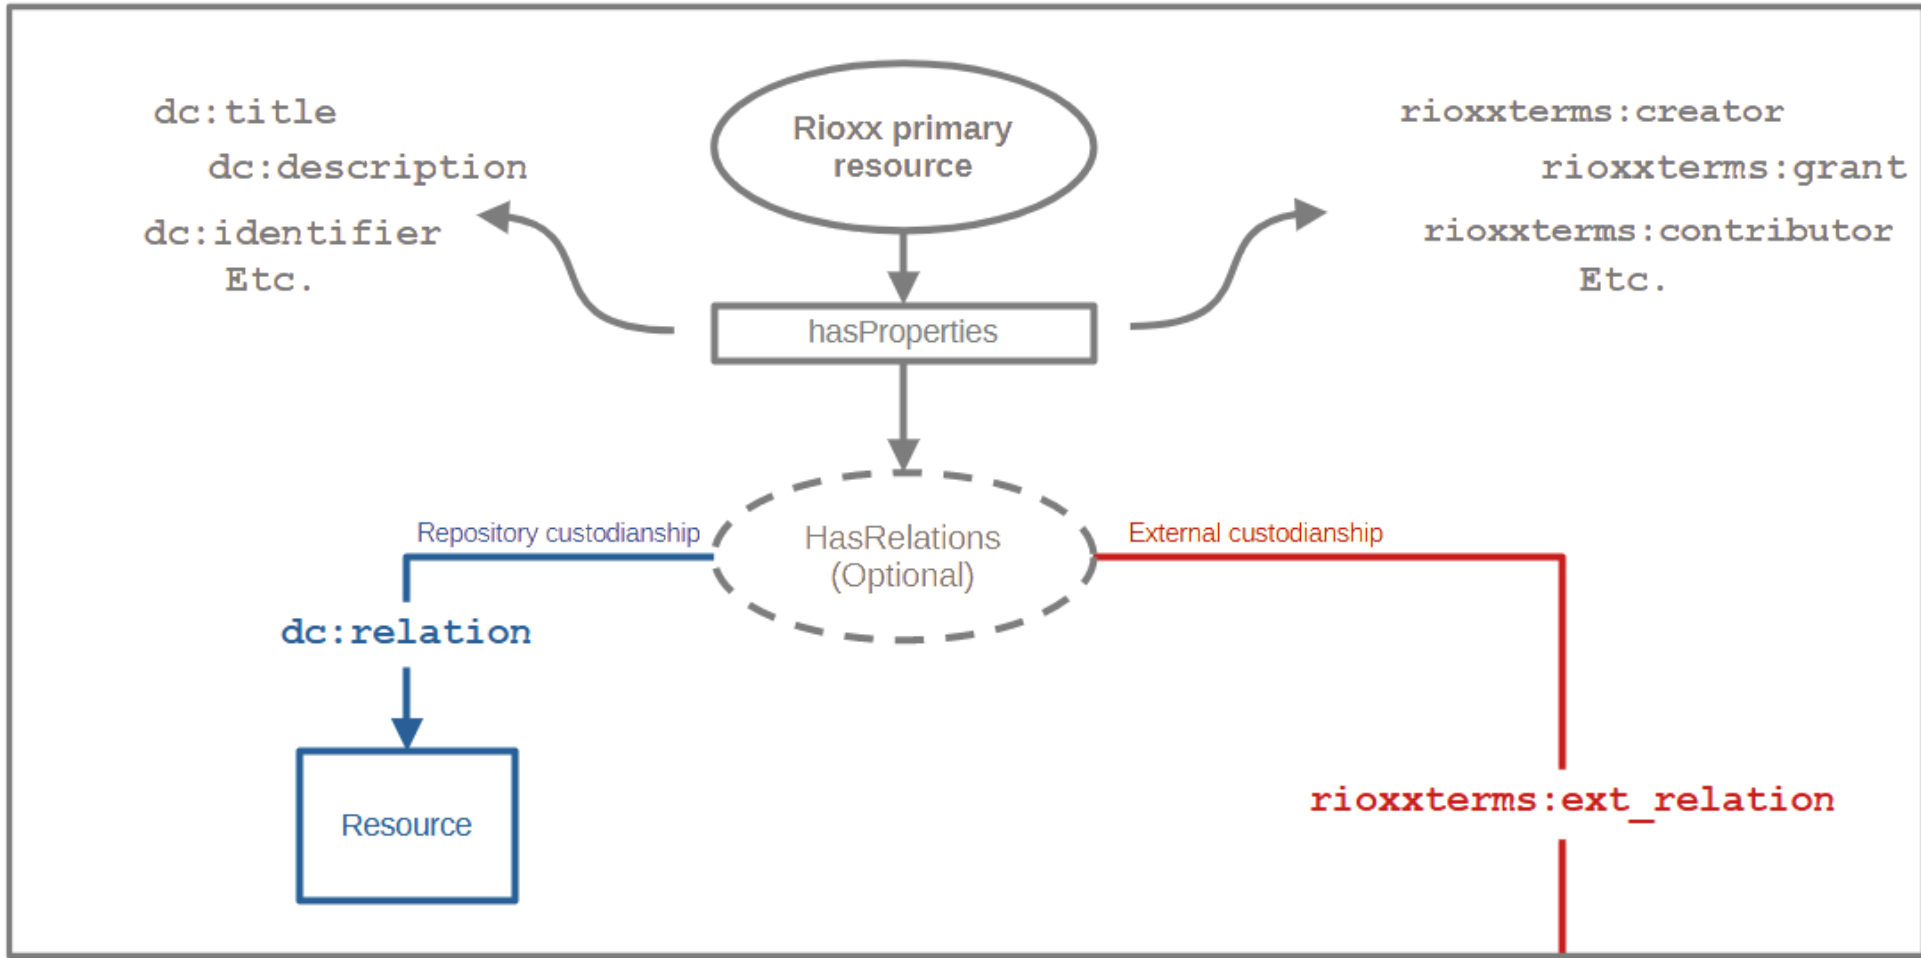 Rioxx primary
resource
dc:title
dc:description
dc:identifier
Etc.
rioxxterms:creator
rioxxterms:grant
rioxxterms:contributor
Etc.
hasProperties
HasRelations
(Optional)
Repository custodianship
External custodianship
dc:relation
Resource
rioxxterms:ext_relation